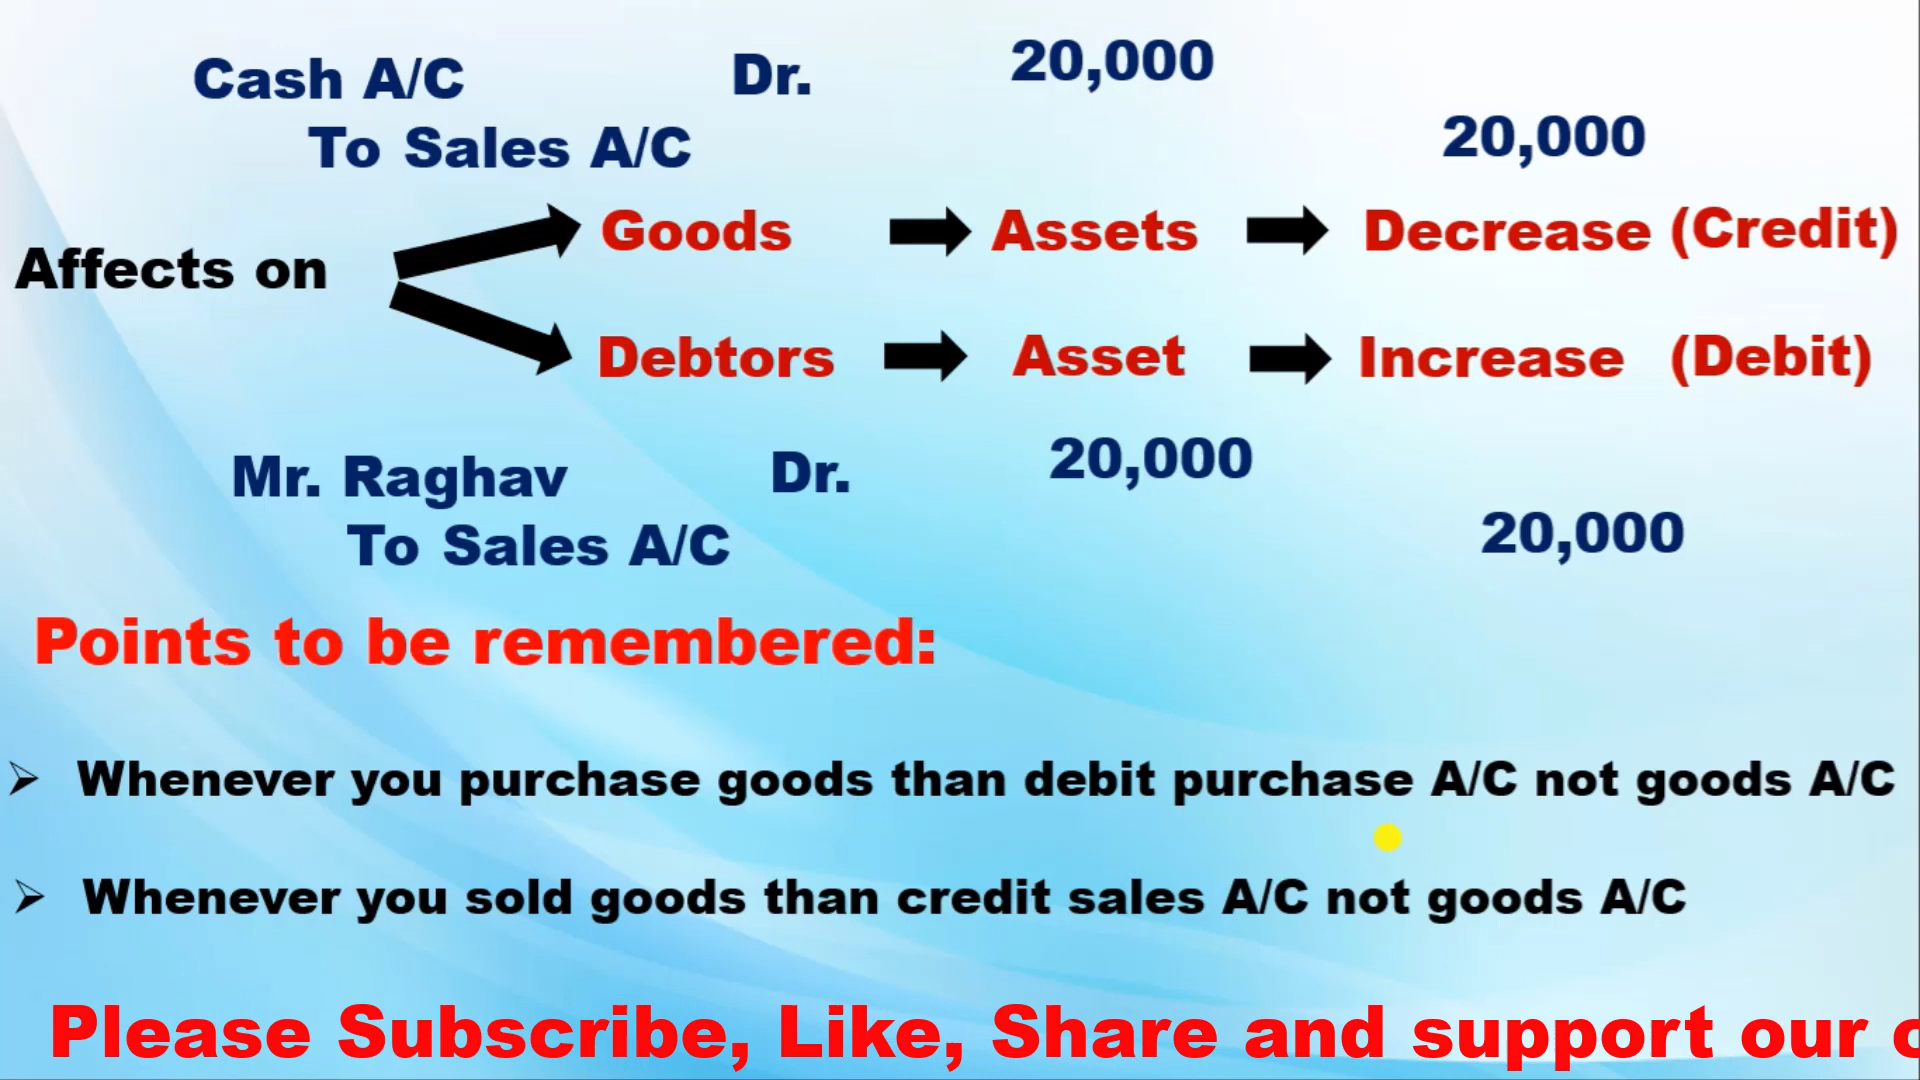 Cash A/C Dr. 20,000
To Sales A/C 20,000
Goods Assets Decrease (Credit)
Affects on
Debtors Asset Increase (Debit)
Mr. Raghav Dr. 20,000
To Sales A/C 20,000
Points to be remembered:
Whenever you purchase goods than debit purchase A/C not goods A/C
Whenever you sold goods than credit sales A/C not goods A/C
Please Subscribe, Like, Share and support our